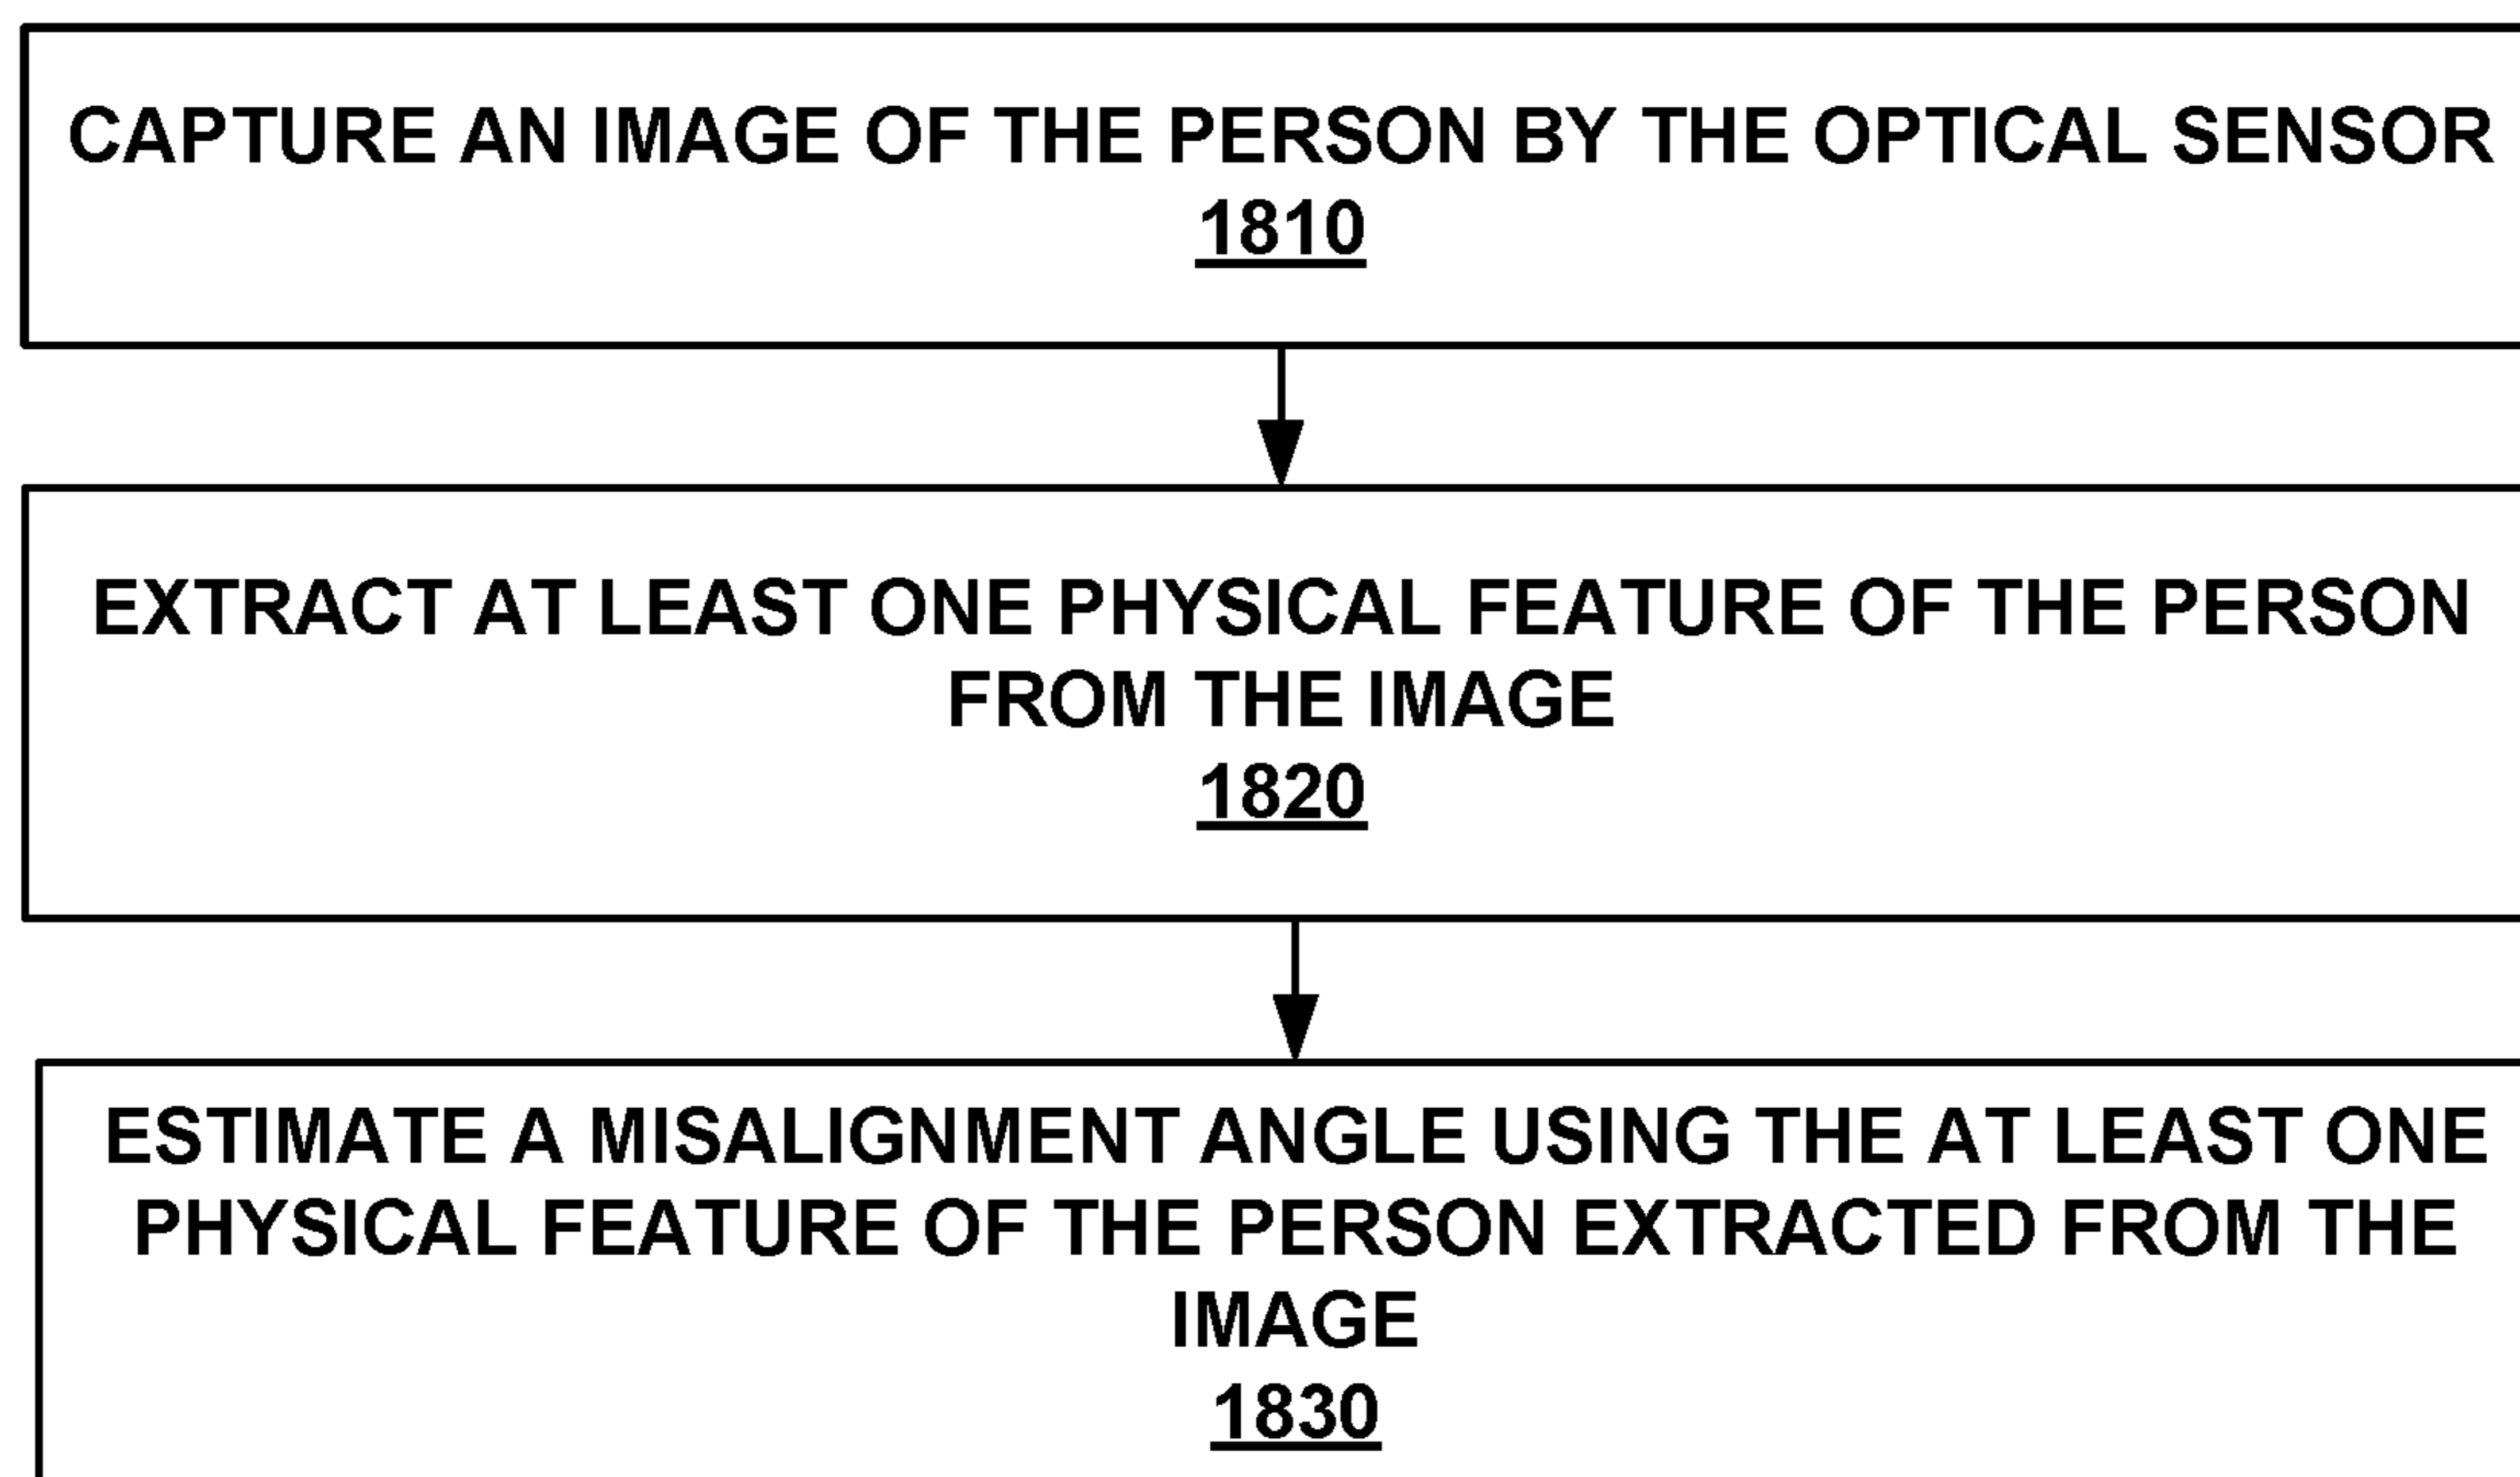 CAPTURE AN IMAGE OF THE PERSON BY THE OPTICAL SENSOR
1810
EXTRACT AT LEAST ONE PHYSICAL FEATURE OF THE PERSON
FROM THE IMAGE
1820
ESTIMATE A MISALIGNMENT ANGLE USING THE AT LEAST ONE
PHYSICAL FEATURE OF THE PERSON EXTRACTED FROM THE
IMAGE
1830